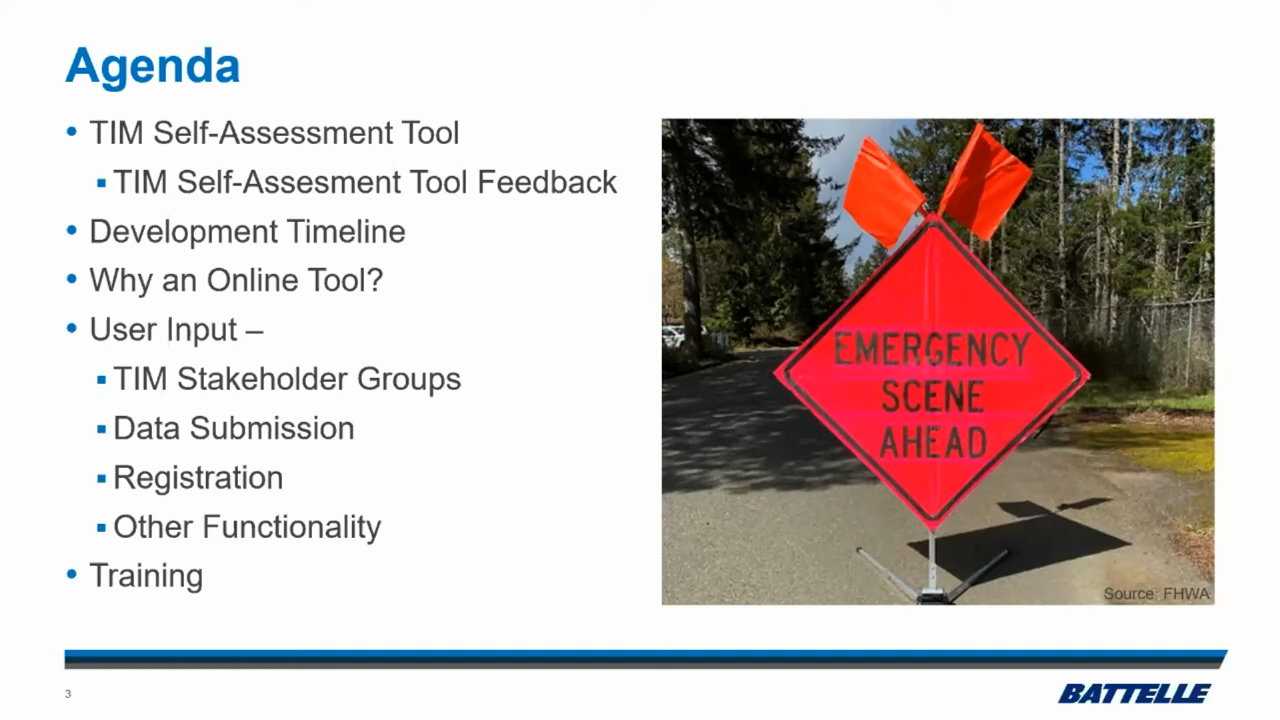 Agenda
• TIM Self-Assessment Tool
▪ TIM Self-Assesment Tool Feedback
• Development Timeline
• Why an Online Tool?
• User Input –
▪ TIM Stakeholder Groups
▪ Data Submission
▪ Registration
▪ Other Functionality
• Training
EMERGENCY
SCENE
AHEAD
Source: FHWA
3
BATTELLE